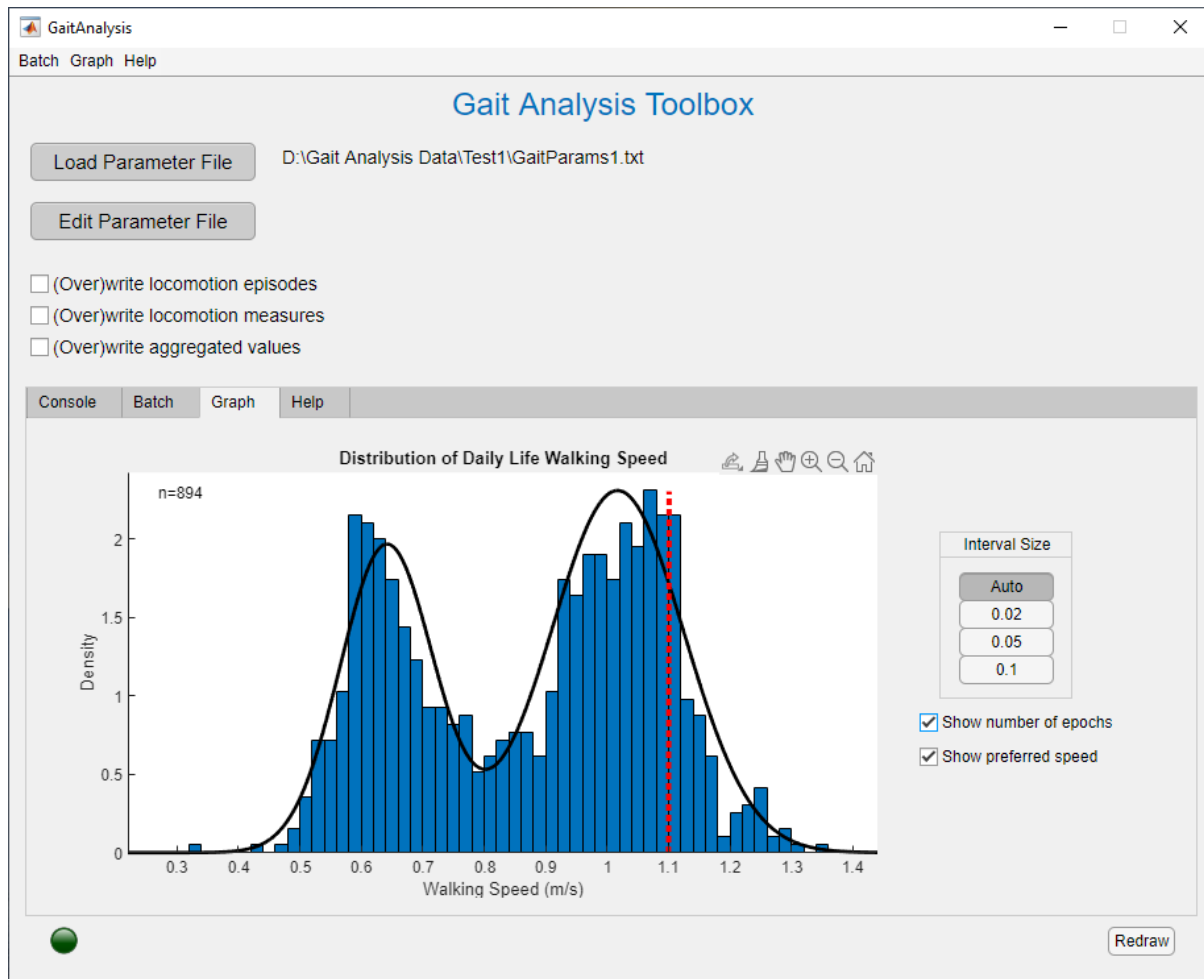 GaitAnalysis
Batch Graph Help
Gait Analysis Toolbox
Load Parameter File
D:\Gait Analysis Data\Test1\GaitParams1.txt
Edit Parameter File
(Over)write locomotion episodes
(Over)write locomotion measures
(Over)write aggregated values
Console Batch Graph Help
Distribution of Daily Life Walking Speed
n=894
2
1.5
1
0.5
0
Density
0.3 0.4 0.5 0.6 0.7 0.8 0.9 1 1.1 1.2 1.3 1.4
Walking Speed (m/s)
Interval Size
Auto
0.02
0.05
0.1
Show number of epochs
Show preferred speed
Redraw